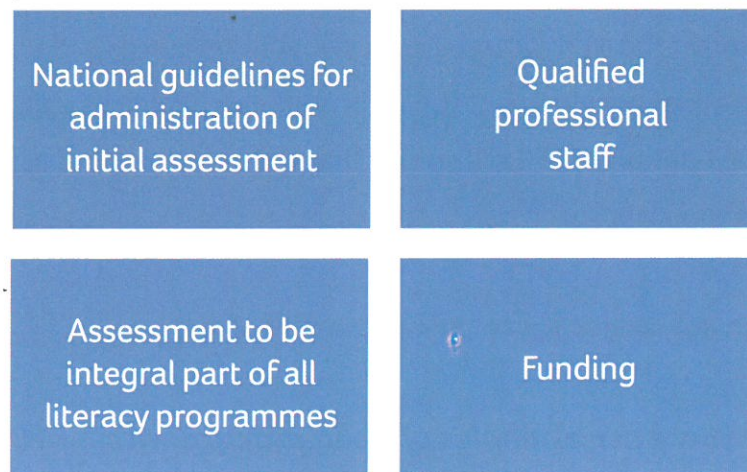 National guidelines for
administration of
initial assessment
Qualified
professional
staff
Assessment to be
integral part of all
literacy programmes
Funding